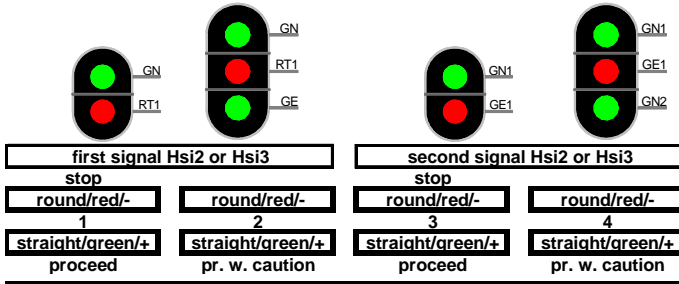 GN
RT1
GN
RT1
GE
GN1
GE1
GN1
GE1
GN2
first signal Hsi2 or Hsi3 second signal Hsi2 or Hsi3
stop stop
round/red/- round/red/- round/red/- round/red/-
1 2 3 4
straight/green/+ straight/green/+ straight/green/+ straight/green/+
proceed pr. w. caution proceed pr. w. caution